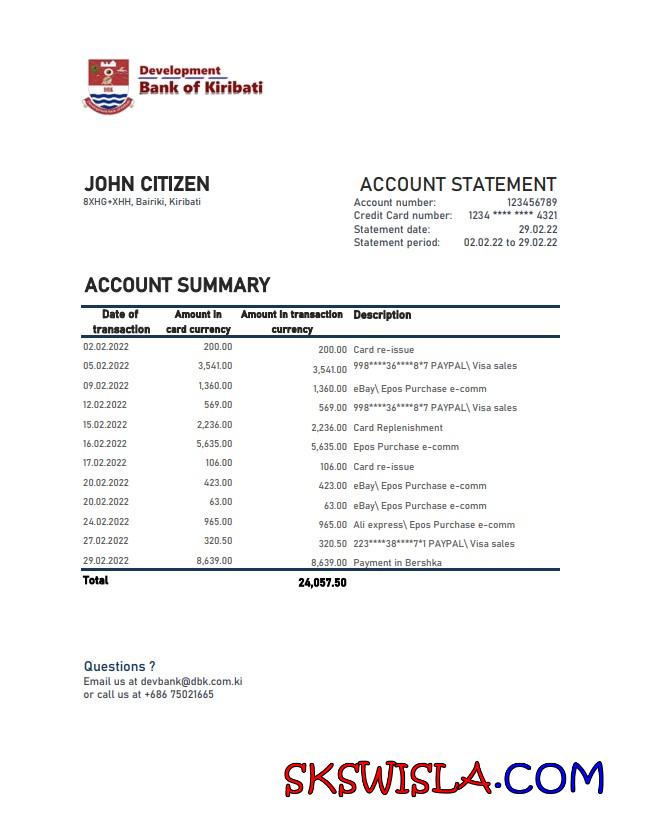 Development
Bank of Kiribati
JOHN CITIZEN
8XHG+XHH, Bairiki, Kiribati
ACCOUNT STATEMENT
Account number: 123456789
Credit Card number: 1234 **** **** 4321
Statement date: 29.02.22
Statement period: 02.02.22 to 29.02.22
ACCOUNT SUMMARY
Date of transaction Amount in card currency Amount in transaction currency Description
02.02.2022 200.00 200.00 Card re-issue
05.02.2022 3,541.00 3,541.00 998****36****8*7 PAYPAL\ Visa sales
09.02.2022 1,360.00 1,360.00 eBay\ Epos Purchase e-comm
12.02.2022 569.00 569.00 998****36****8*7 PAYPAL\ Visa sales
15.02.2022 2,236.00 2,236.00 Card Replenishment
16.02.2022 5,635.00 5,635.00 Epos Purchase e-comm
17.02.2022 106.00 106.00 Card re-issue
20.02.2022 423.00 423.00 eBay\ Epos Purchase e-comm
20.02.2022 63.00 63.00 eBay\ Epos Purchase e-comm
24.02.2022 965.00 965.00 Ali express\ Epos Purchase e-comm
27.02.2022 320.50 320.50 223****38****7*1 PAYPAL\ Visa sales
29.02.2022 8,639.00 8,639.00 Payment in Bershka
Total 24,057.50
Questions ?
Email us at devbank@dbk.com.ki
or call us at +686 75021665
SKSWISLA.COM